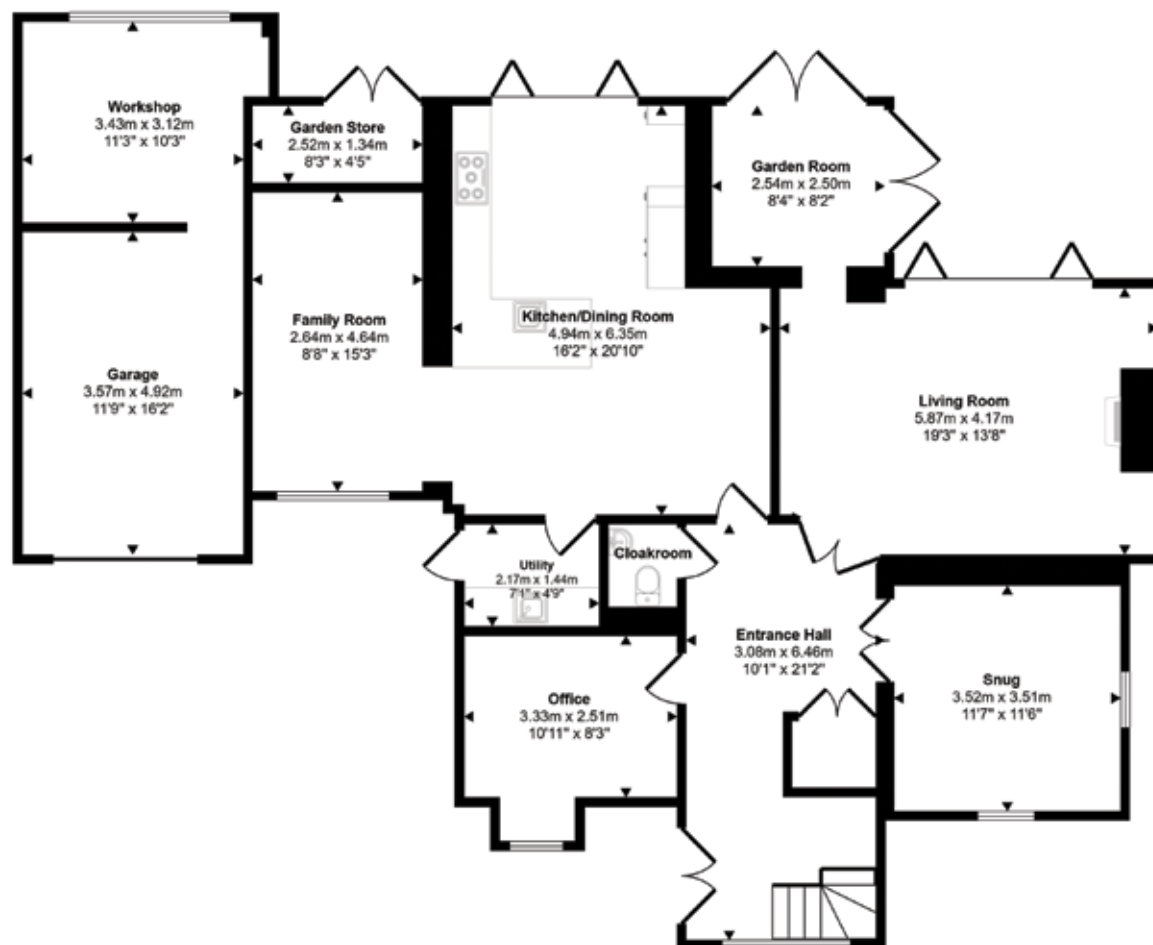 Workshop
3.43m x 3.12m
11'3" x 10'3"
Garden Store
2.52m x 1.34m
8'3" x 4'5"
Garden Room
2.54m x 2.50m
8'4" x 8'2"
Family Room
2.64m x 4.64m
8'8" x 15'3"
Kitchen/Dining Room
4.94m x 6.35m
16'2" x 20'10"
Garage
3.57m x 4.92m
11'9" x 16'2"
Living Room
5.87m x 4.17m
19'3" x 13'8"
Utility
2.17m x 1.44m
7'1" x 4'9"
Cloakroom
Entrance Hall
3.08m x 6.46m
10'1" x 21'2"
Office
3.33m x 2.51m
10'11" x 8'3"
Snug
3.52m x 3.51m
11'7" x 11'6"